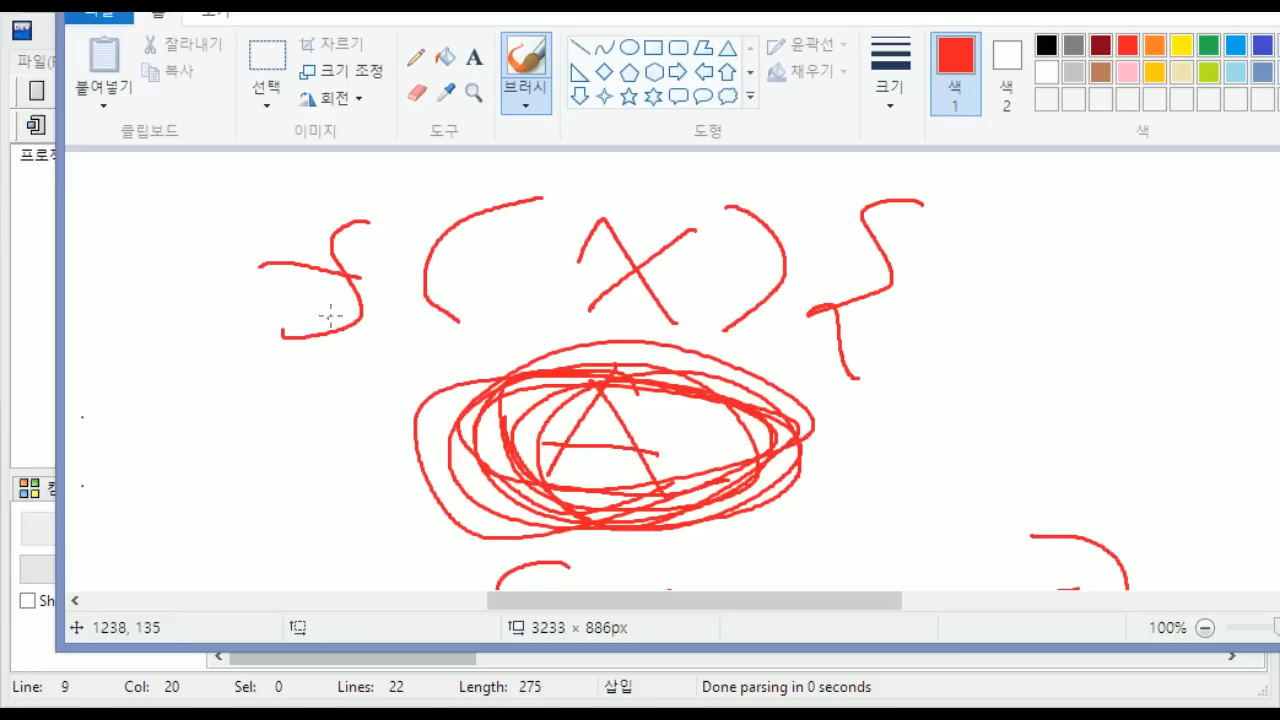 DEV
파일(F
프로젝
Sh
붙여넣기
잘라내기
복사
클립보드
선택
자르기
크기 조정
회전
이미지
A
도구
브러시
윤곽선
채우기
도형
크기
색 1
색 2
색
f(x){
A
1238, 135
3233 × 886px
100%
Line: 9 Col: 20 Sel: 0 Lines: 22 Length: 275 삽입 Done parsing in 0 seconds